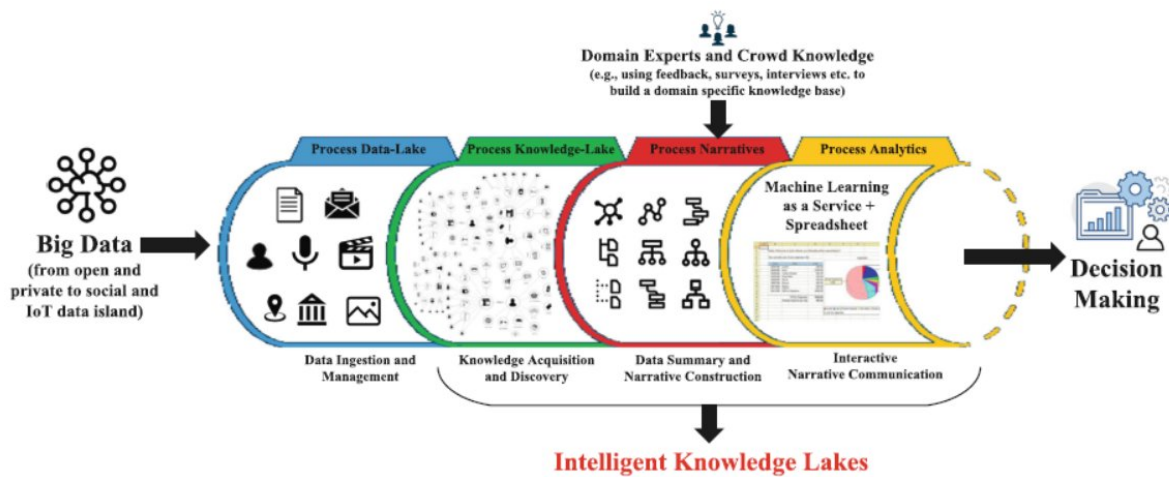 Domain Experts and Crowd Knowledge
(e.g., using feedback, surveys, interviews etc. to
build a domain specific knowledge base)
Process Data-Lake
Process Knowledge-Lake
Process Narratives
Process Analytics
Big Data
(from open and
private to social and
IoT data island)
Machine Learning
as a Service +
Spreadsheet
Decision
Making
Data Ingestion and
Management
Knowledge Acquisition
and Discovery
Data Summary and
Narrative Construction
Interactive
Narrative Communication
Intelligent Knowledge Lakes